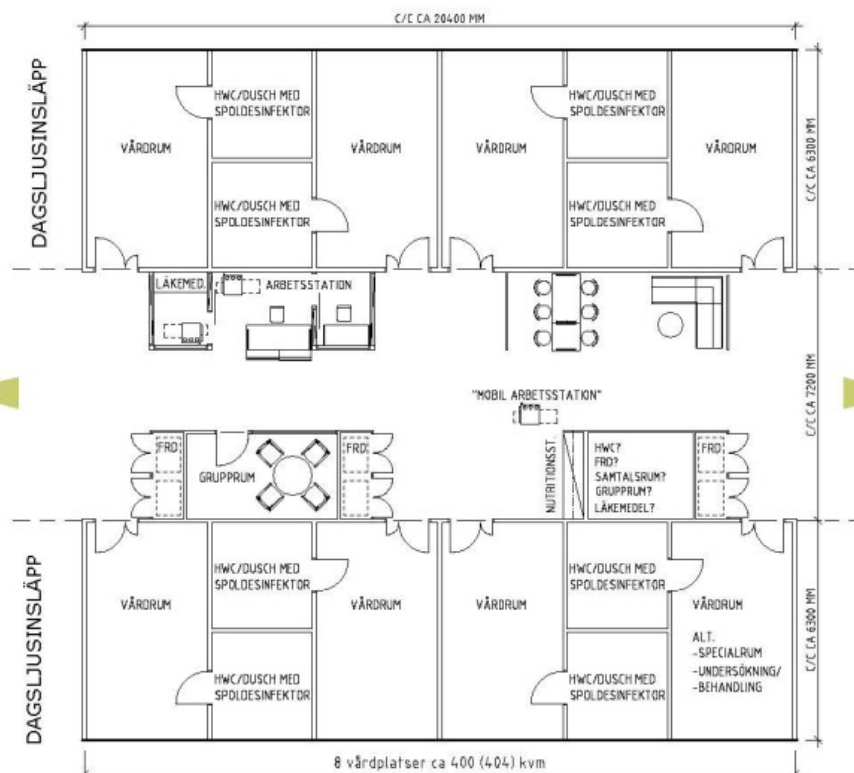 C/C CA 20400 MM
DAGSLJUSINSLÄPP
VÅRDRUM
HWC/DUSCH MED
SPOLDESINFEKTOR
HWC/DUSCH MED
SPOLDESINFEKTOR
VÅRDRUM
VÅRDRUM
HWC/DUSCH MED
SPOLDESINFEKTOR
HWC/DUSCH MED
SPOLDESINFEKTOR
VÅRDRUM
C/C CA 6300 MM
LÄKEMED.
ARBETSSTATION
"MOBIL ARBETSSTATION"
C/C CA 7200 MM
FRD
GRUPPRUM
FRD
NUTRITIONSST.
HWC?
FRD?
SAMTALSRUM?
GRUPPRUM?
LÄKEMEDEL?
FRD
DAGSLJUSINSLÄPP
VÅRDRUM
HWC/DUSCH MED
SPOLDESINFEKTOR
HWC/DUSCH MED
SPOLDESINFEKTOR
VÅRDRUM
VÅRDRUM
HWC/DUSCH MED
SPOLDESINFEKTOR
HWC/DUSCH MED
SPOLDESINFEKTOR
VÅRDRUM
ALT.
-SPECIALRUM
-UNDERSÖKNING/
-BEHANDLING
C/C CA 6300 MM
8 vårdplatser ca 400 (404) kvm